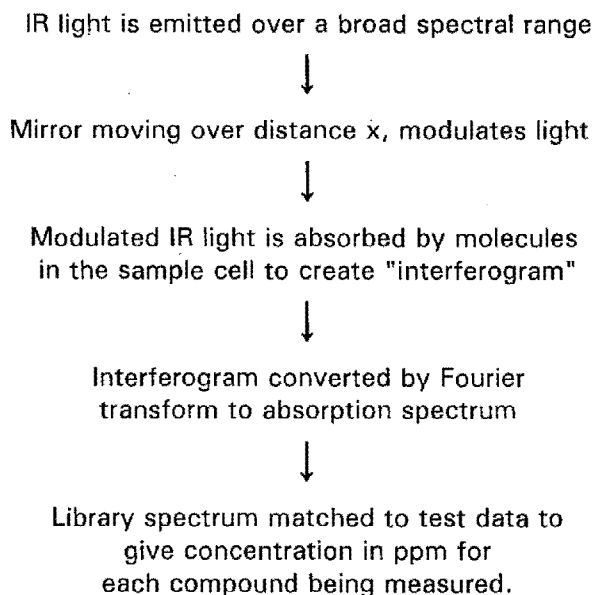 IR light is emitted over a broad spectral range
Mirror moving over distance x, modulates light
Modulated IR light is absorbed by molecules
in the sample cell to create "interferogram"
Interferogram converted by Fourier
transform to absorption spectrum
Library spectrum matched to test data to
give concentration in ppm for
each compound being measured.